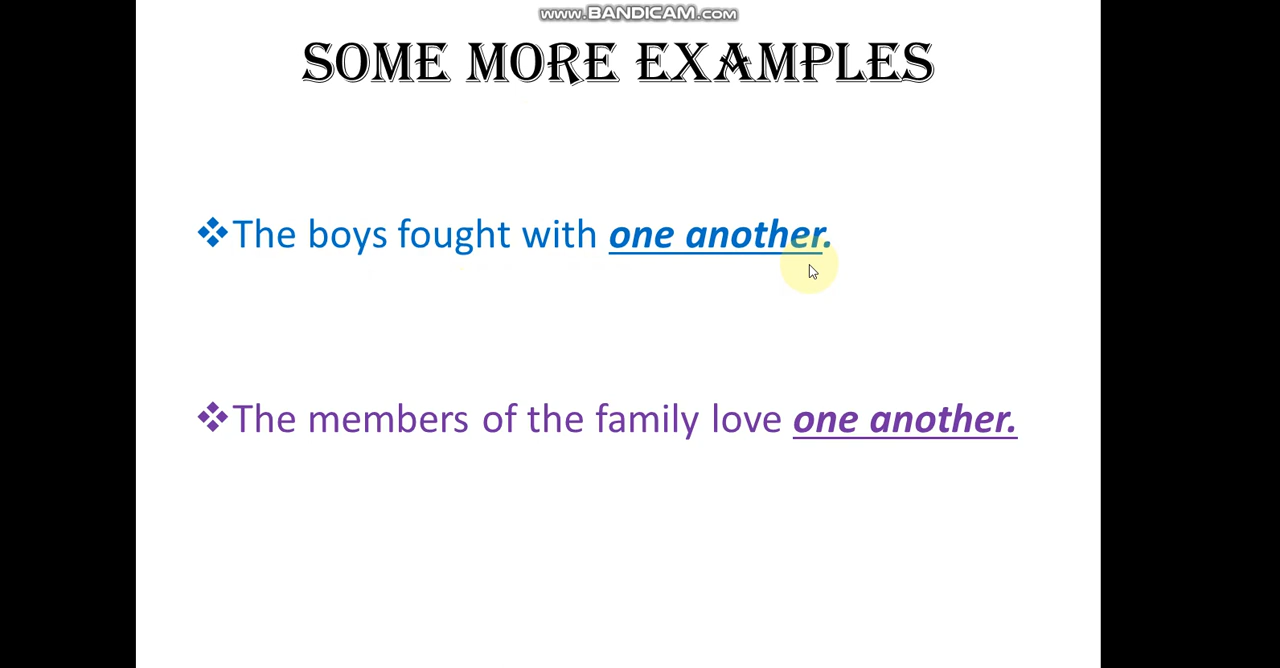 www.BANDICAM.com
SOME MORE EXAMPLES
❖The boys fought with one another.
❖The members of the family love one another.